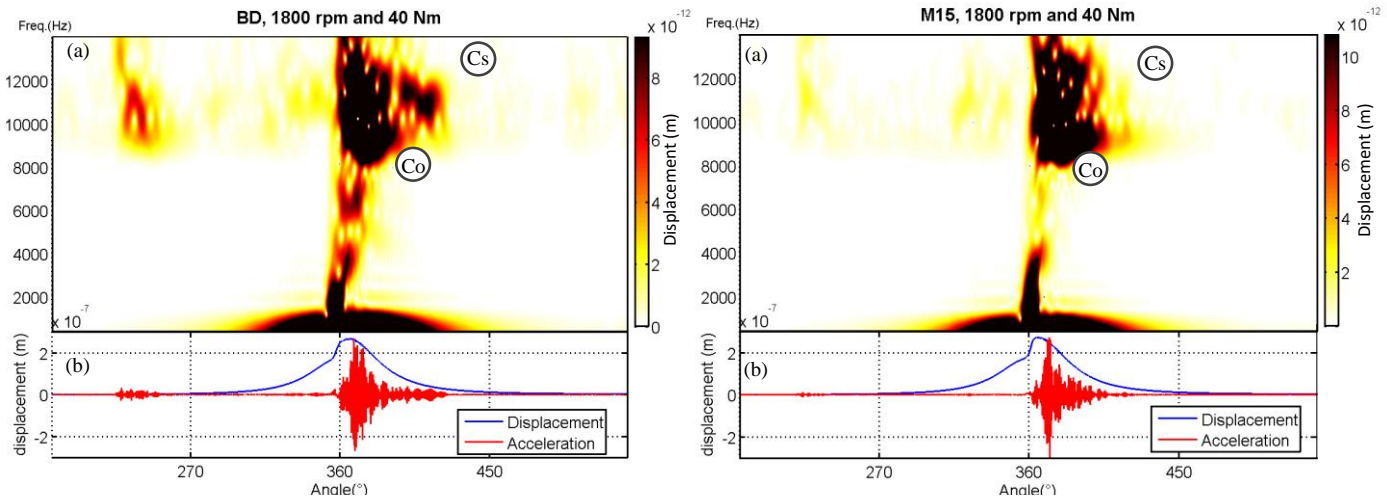 BD, 1800 rpm and 40 Nm
Freq.(Hz)
x 10⁻¹²
(a)
Cs
Co
12000
10000
8000
6000
4000
2000
8
6
4
2
0
Displacement (m)
x 10⁻⁷
(b)
displacement (m)
2
0
-2
Displacement
Acceleration
270
360
450
Angle(°)
M15, 1800 rpm and 40 Nm
Freq.(Hz)
x 10⁻¹²
(a)
Cs
Co
12000
10000
8000
6000
4000
2000
10
8
6
4
2
Displacement (m)
x 10⁻⁷
(b)
displacement (m)
2
0
-2
Displacement
Acceleration
270
360
450
Angle(°)